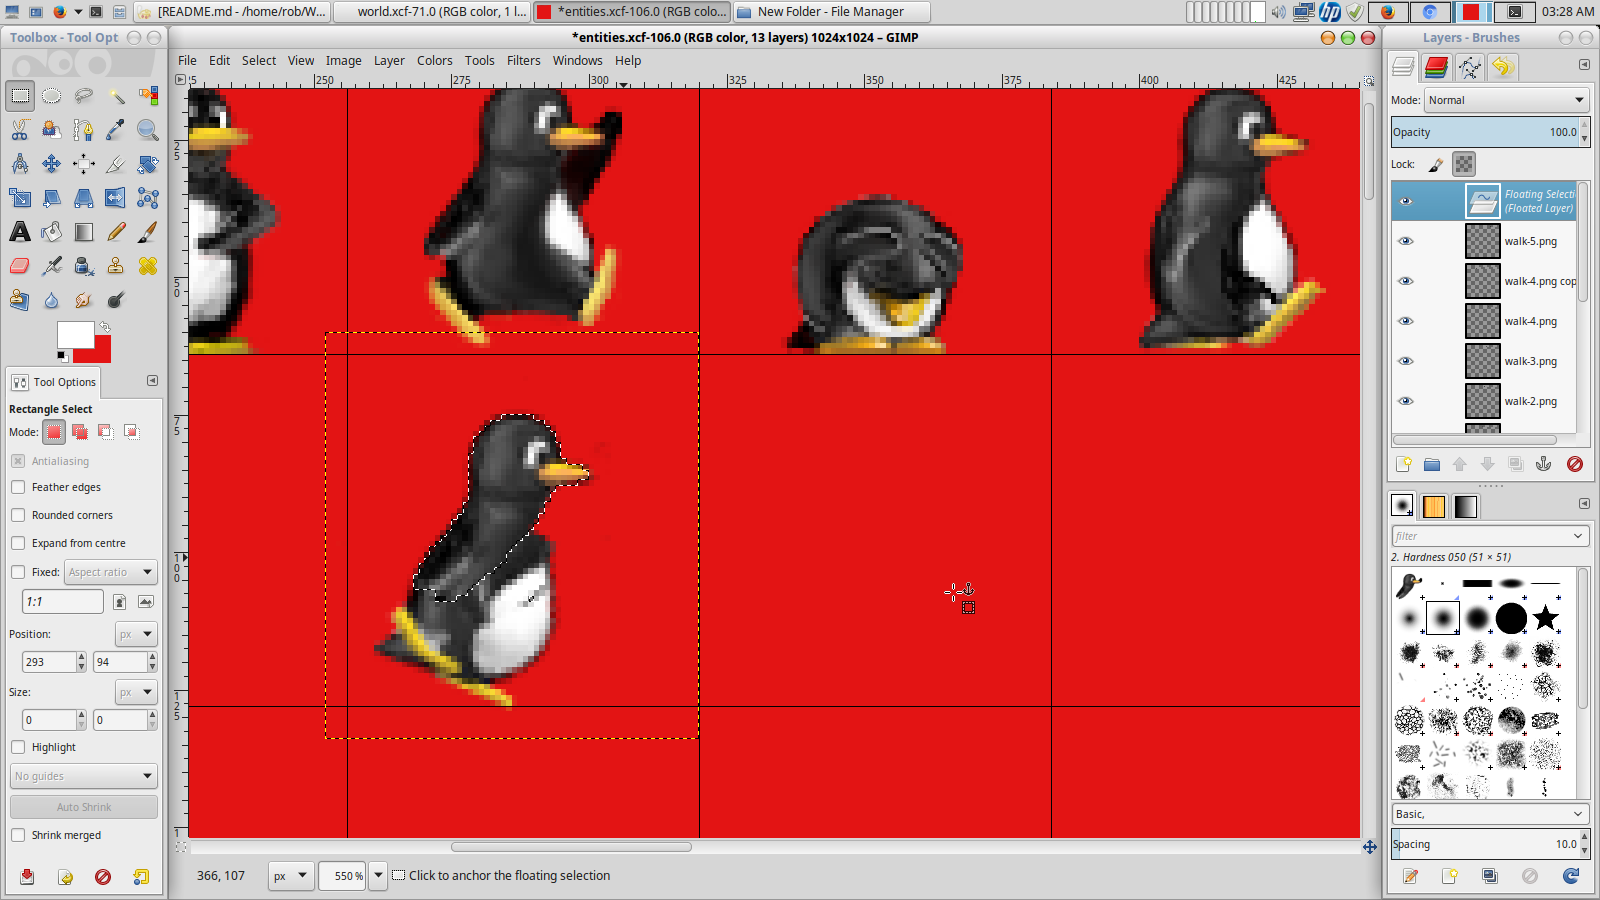 [README.md - /home/rob/W...
world.xcf-71.0 (RGB color, 1 l...
*entities.xcf-106.0 (RGB colo...
New Folder - File Manager
03:28 AM
Toolbox - Tool Opt
*entities.xcf-106.0 (RGB color, 13 layers) 1024x1024 – GIMP
Layers - Brushes
File Edit Select View Image Layer Colors Tools Filters Windows Help
250 275 300 325 350 375 400 425
25
50
75
100
125
Mode: Normal
Opacity 100.0
Lock:
Floating Selecti
(Floated Layer)
walk-5.png
walk-4.png cop
walk-4.png
walk-3.png
walk-2.png
Tool Options
Rectangle Select
Mode:
Antialiasing
Feather edges
Rounded corners
Expand from centre
Fixed: Aspect ratio
1:1
Position: px
293 94
Size: px
0 0
Highlight
No guides
Auto Shrink
Shrink merged
filter
2. Hardness 050 (51 × 51)
Basic,
Spacing 10.0
366, 107 px 550 % Click to anchor the floating selection